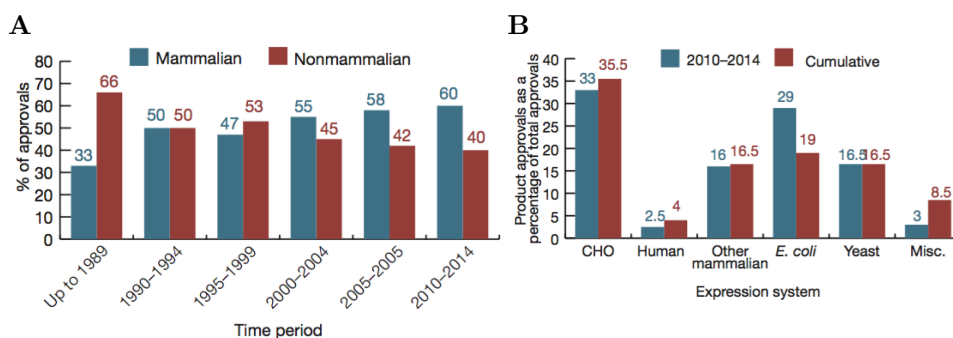 A
Mammalian
Nonmammalian
% of approvals
80
70
60
50
40
30
20
10
0
33
66
50
50
47
53
55
45
58
42
60
40
Up to 1989
1990–1994
1995–1999
2000–2004
2005–2005
2010–2014
Time period
B
2010–2014
Cumulative
Product approvals as a
percentage of total approvals
40
35
30
25
20
15
10
5
0
33
35.5
2.5
4
16
16.5
29
19
16.5
16.5
3
8.5
CHO
Human
Other
mammalian
E. coli
Yeast
Misc.
Expression system